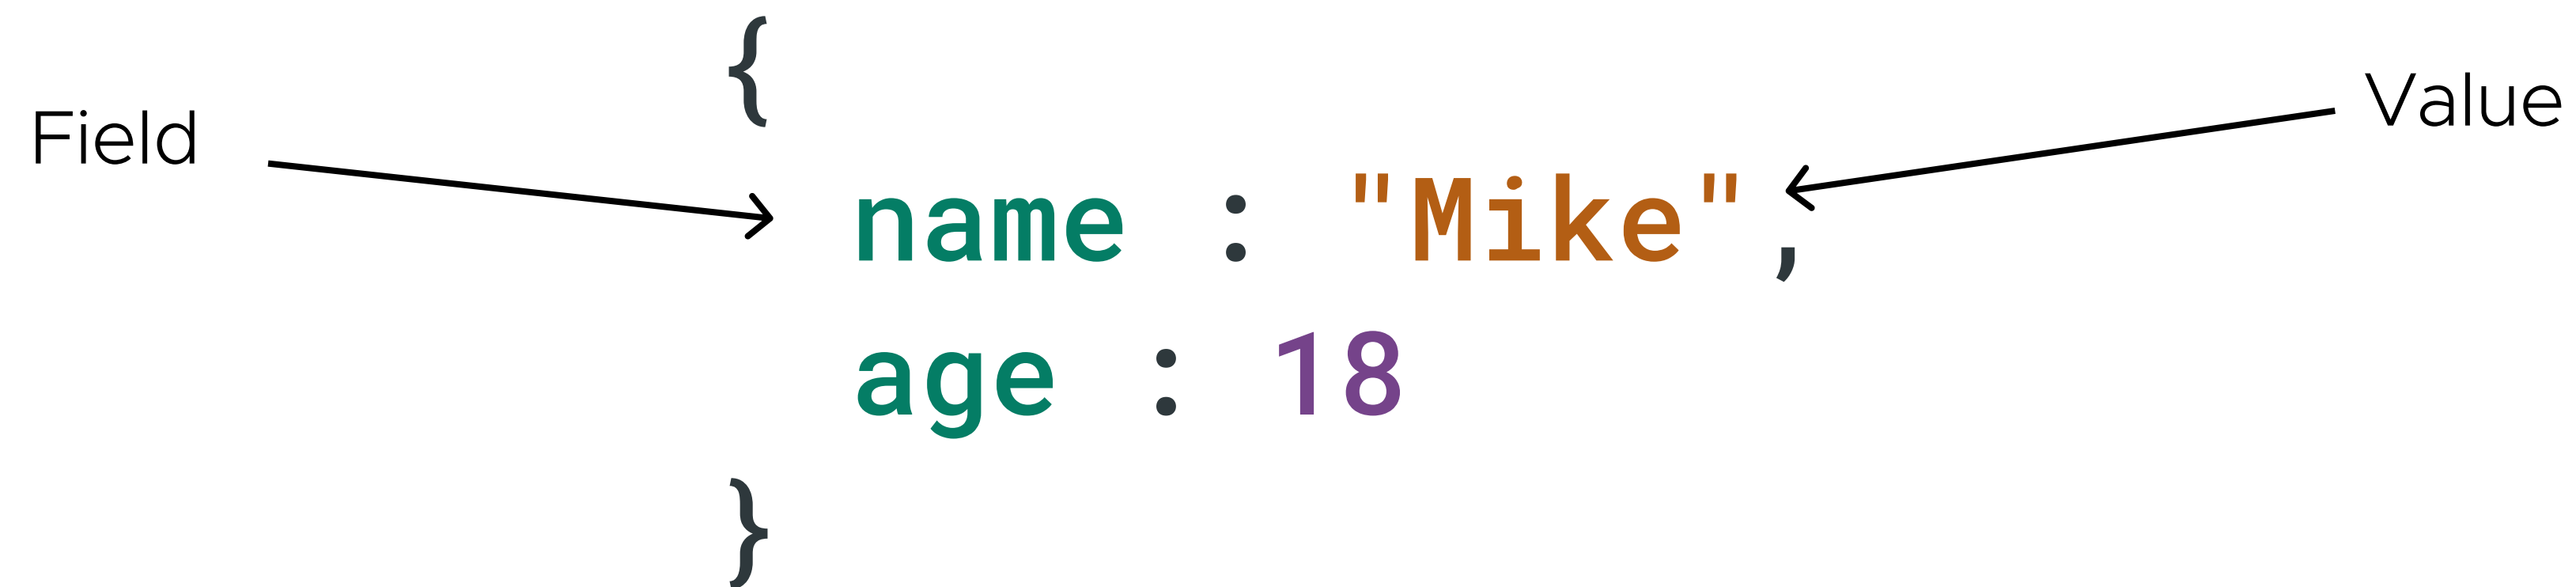 {
Field
Value
name : "Mike",
age : 18
}